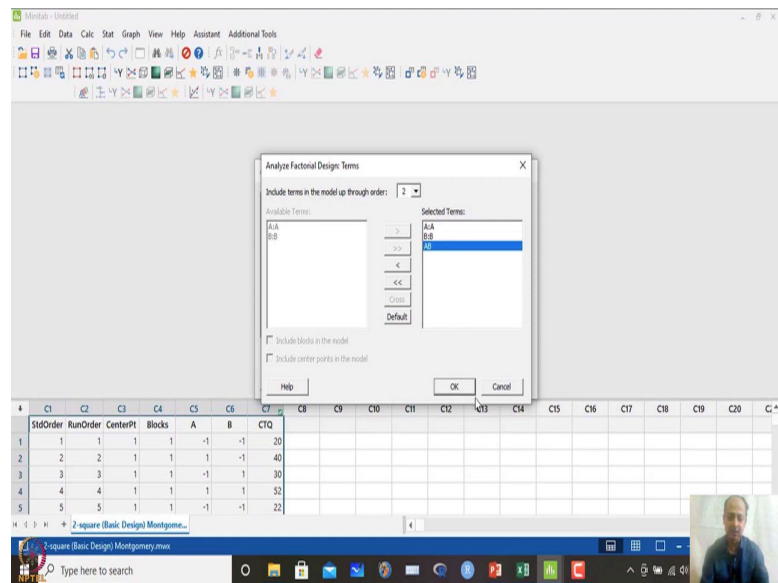 Minitab - Untitled
File Edit Data Calc Stat Graph View Help Assistant Additional Tools
Analyze Factorial Design: Terms X
Include terms in the model up through order: 2
Available Terms: Selected Terms:
A:A A:A
B:B B:B
AB
>
>>
<
<<
Cross
Default
Include blocks in the model
Include center points in the model
Help OK Cancel
C1 C2 C3 C4 C5 C6 C7 C8 C9 C10 C11 C12 C13 C14 C15 C16 C17 C18 C19 C20
StdOrder RunOrder CenterPt Blocks A B CTQ
1 1 1 1 1 -1 -1 20
2 2 2 1 1 1 -1 40
3 3 3 1 1 -1 1 30
4 4 4 1 1 1 1 52
5 5 5 1 1 -1 -1 22
2-square (Basic Design) Montgome...
2-square (Basic Design) Montgomery.mwx
Type here to search
NPTEL